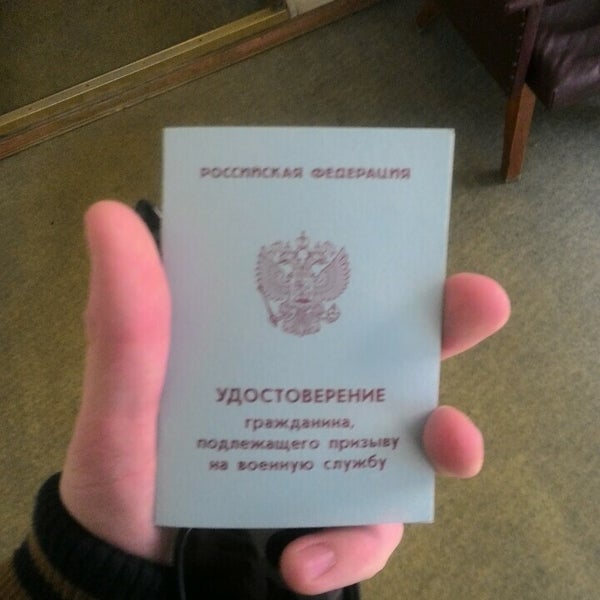 РОССИЙСКАЯ ФЕДЕРАЦИЯ
УДОСТОВЕРЕНИЕ
гражданина,
подлежащего призыву
на военную службу